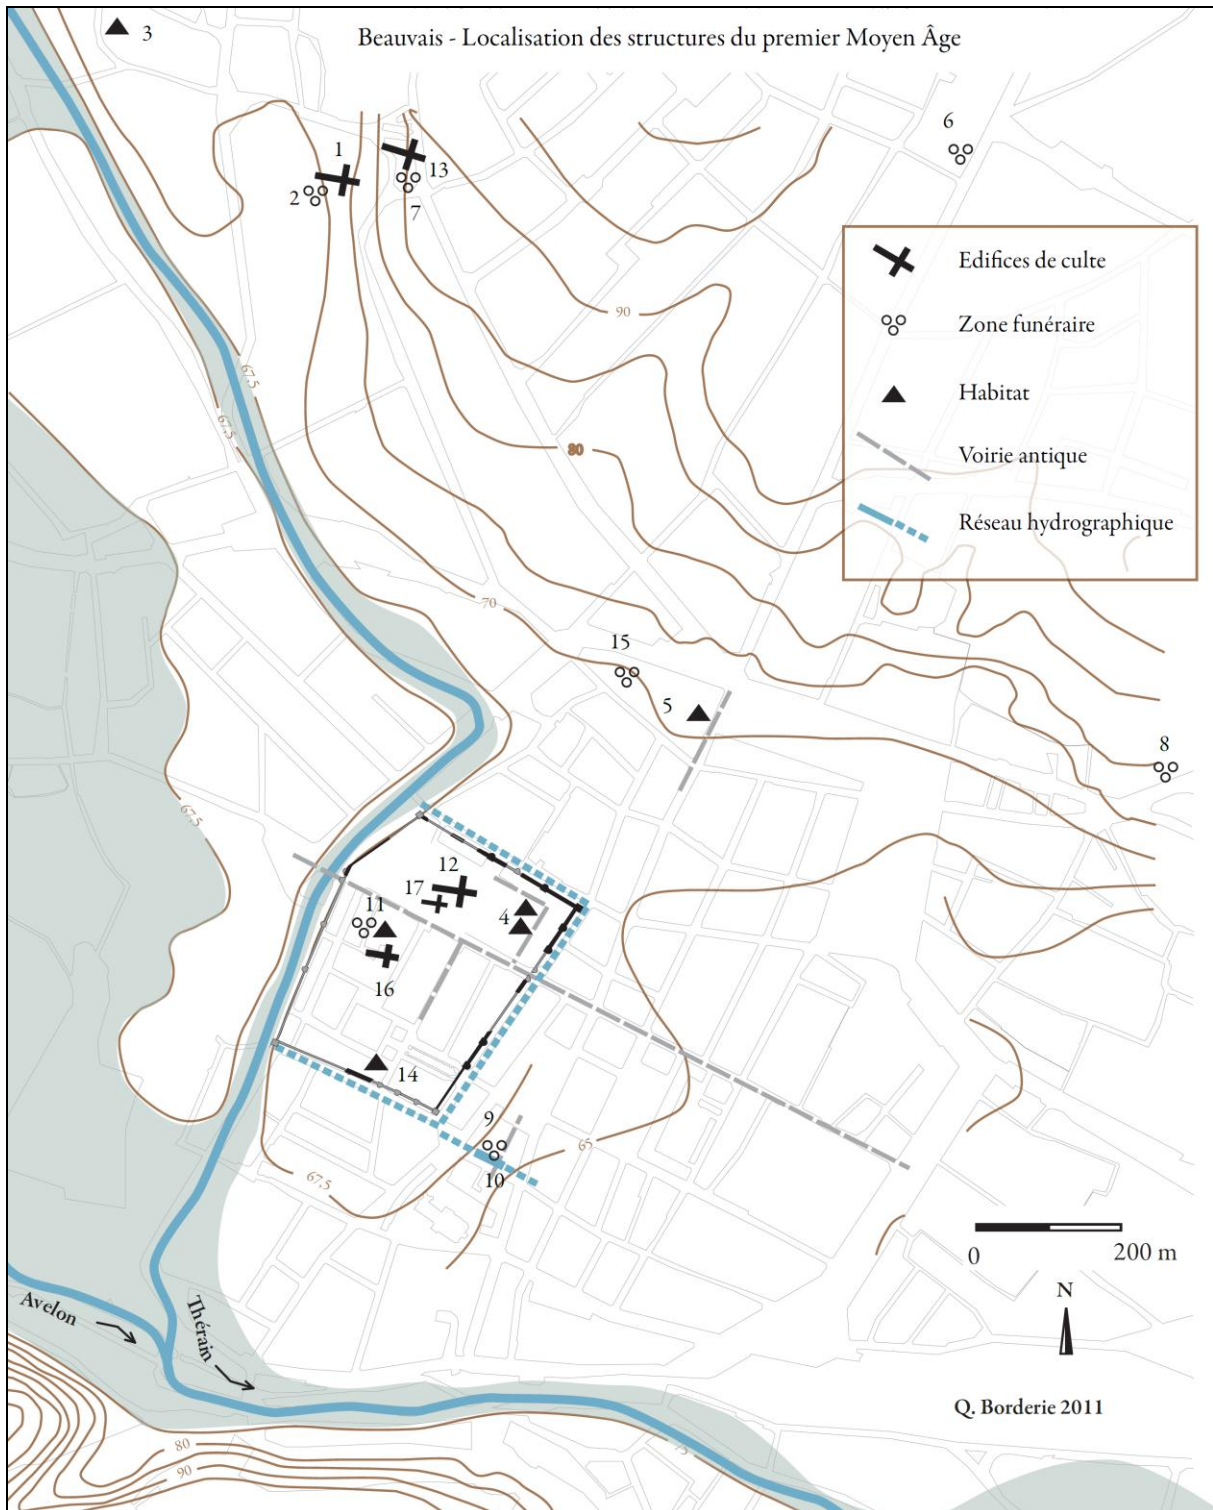 Beauvais - Localisation des structures du premier Moyen Âge
3
6
1
13
2
7
Edifices de culte
Zone funéraire
Habitat
Voirie antique
Réseau hydrographique
90
67,5
67,5
80
70
15
5
8
67,5
12
17
11
4
16
14
9
65
10
67,5
0
200 m
N
Avelon
Thérain
Q. Borderie 2011
80
90
75